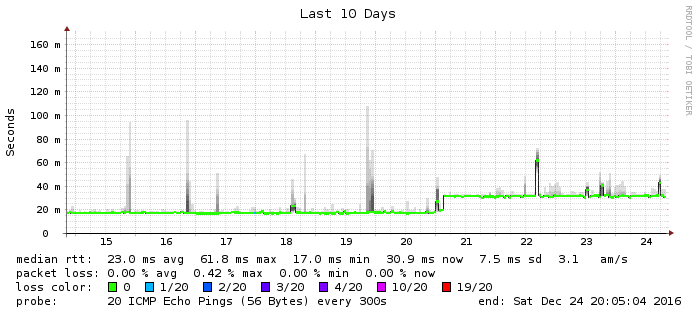 Last 10 Days
RRDTOOL / TOBI OETIKER
Seconds
160 m
140 m
120 m
100 m
80 m
60 m
40 m
20 m
0
15 16 17 18 19 20 21 22 23 24
median rtt: 23.0 ms avg 61.8 ms max 17.0 ms min 30.9 ms now 7.5 ms sd 3.1 am/s
packet loss: 0.00 % avg 0.42 % max 0.00 % min 0.00 % now
loss color: 0 1/20 2/20 3/20 4/20 10/20 19/20
probe: 20 ICMP Echo Pings (56 Bytes) every 300s end: Sat Dec 24 20:05:04 2016